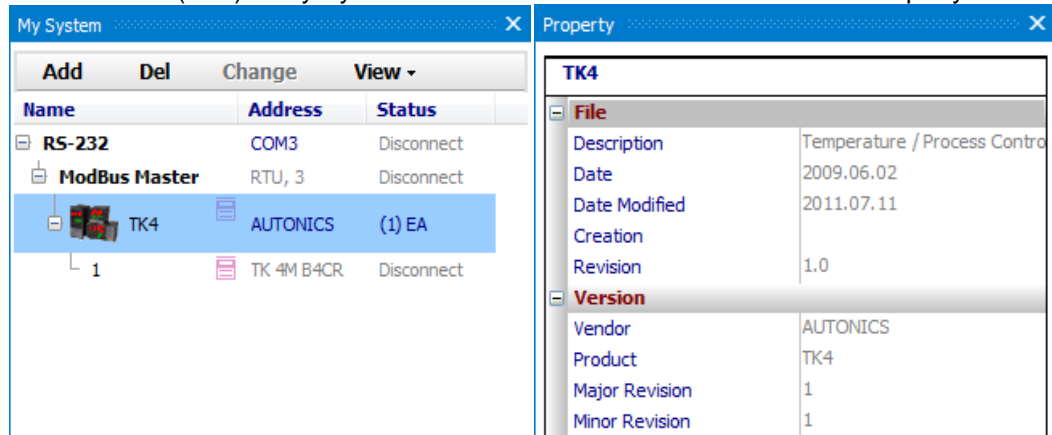 My System
Add Del Change View
Name Address Status
RS-232 COM3 Disconnect
ModBus Master RTU, 3 Disconnect
TK4 AUTONICS (1) EA
1 TK 4M B4CR Disconnect
Property
TK4
File
Description Temperature / Process Contro
Date 2009.06.02
Date Modified 2011.07.11
Creation
Revision 1.0
Version
Vendor AUTONICS
Product TK4
Major Revision 1
Minor Revision 1